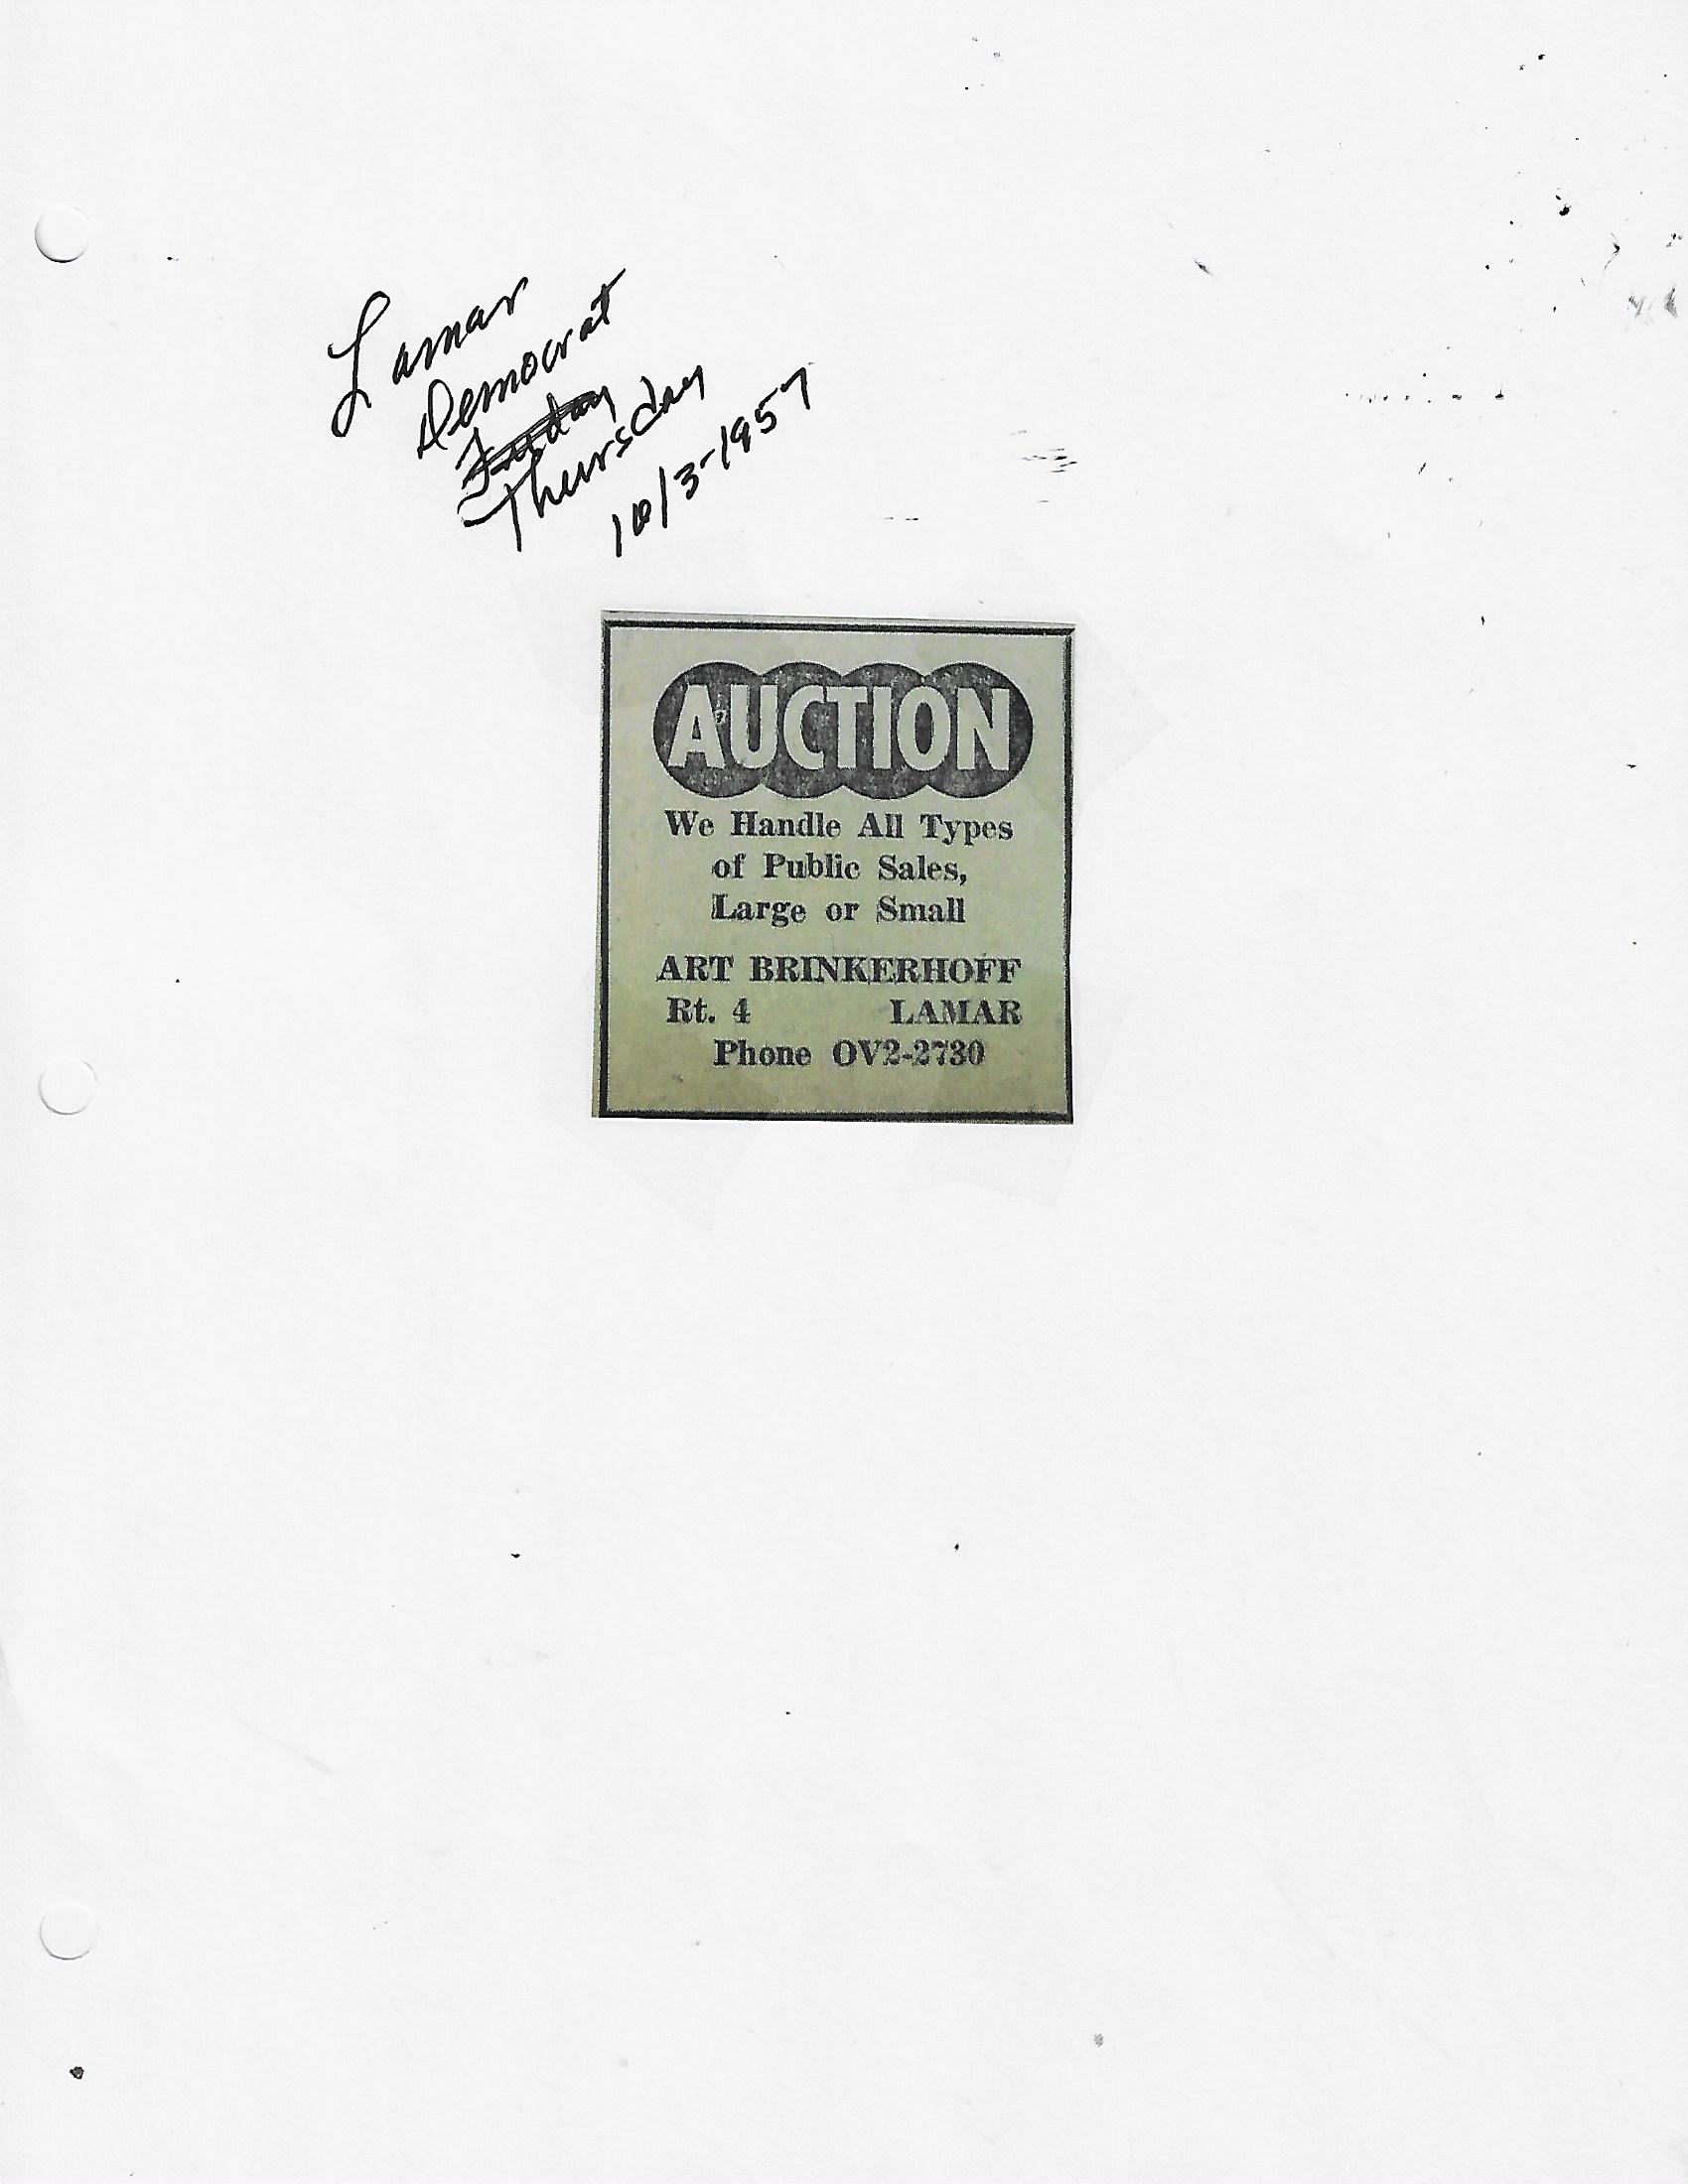 Lamar
Democrat
Friday
Thursday
10/3-1957
AUCTION
We Handle All Types
of Public Sales,
Large or Small
ART BRINKERHOFF
Rt. 4 LAMAR
Phone OV2-2730